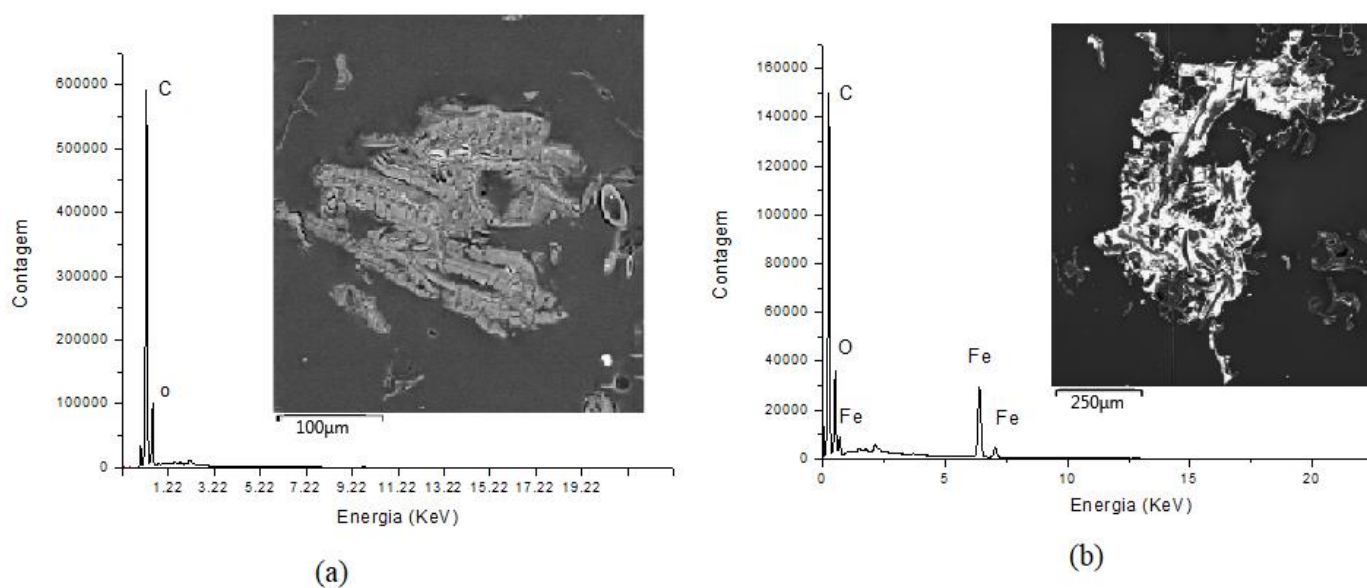 600000
500000
400000
300000
200000
100000
0
Contagem
C
o
1.22 3.22 5.22 7.22 9.22 11.22 13.22 15.22 17.22 19.22
Energia (KeV)
100µm
(a)
160000
140000
120000
100000
80000
60000
40000
20000
0
Contagem
C
O
Fe
Fe
Fe
0 5 10 15 20
Energia (KeV)
250µm
(b)